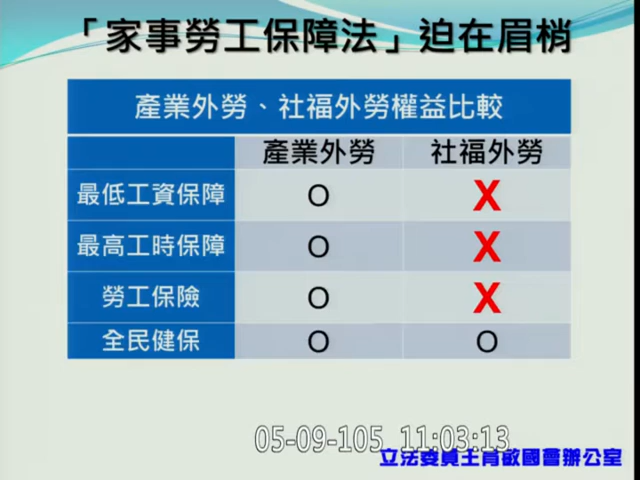 「家事勞工保障法」迫在眉梢
產業外勞、社福外勞權益比較
產業外勞 社福外勞
最低工資保障 O X
最高工時保障 O X
勞工保險 O X
全民健保 O O
05-09-105 11:03:13
立法委員王育敏國會辦公室